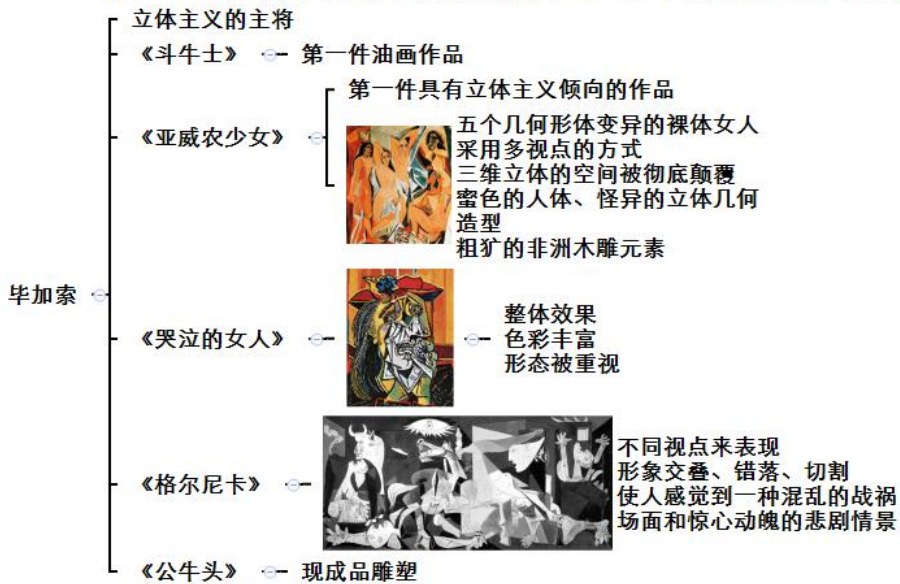 立体主义的主将
《斗牛士》 第一件油画作品
第一件具有立体主义倾向的作品
《亚威农少女》
五个几何形体变异的裸体女人
采用多视点的方式
三维立体的空间被彻底颠覆
蜜色的人体、怪异的立体几何
造型
粗犷的非洲木雕元素
毕加索
《哭泣的女人》
整体效果
色彩丰富
形态被重视
《格尔尼卡》
不同视点来表现
形象交叠、错落、切割
使人感觉到一种混乱的战祸
场面和惊心动魄的悲剧情景
《公牛头》 现成品雕塑